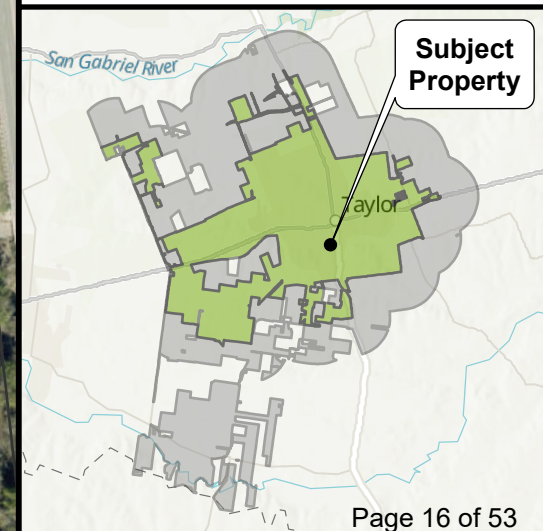 San Gabriel River
Subject
Property
Taylor
Page 16 of 53